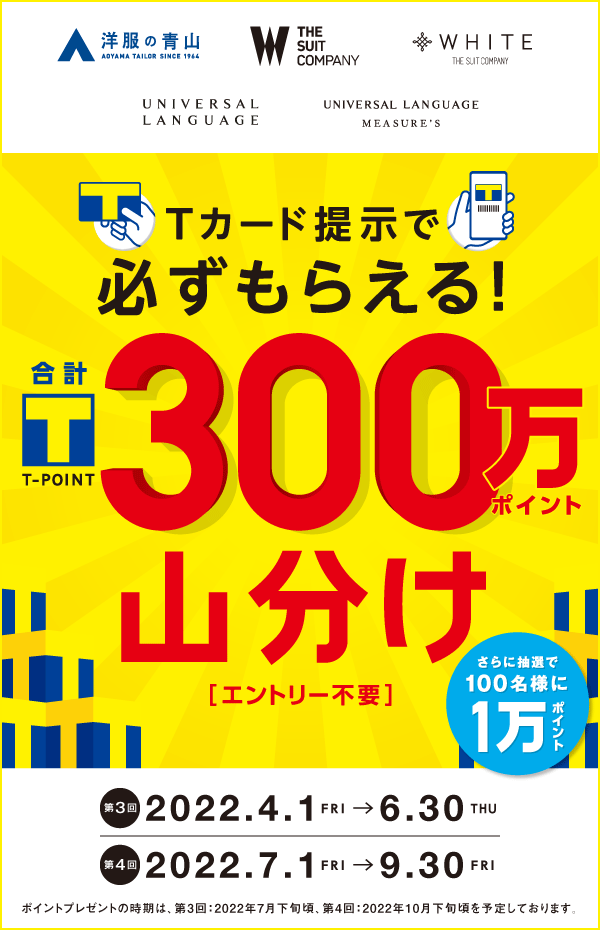 洋服の青山
AOYAMA TAILOR SINCE 1964
W
THE
SUIT
COMPANY
WHITE
THE SUIT COMPANY
UNIVERSAL
LANGUAGE
UNIVERSAL LANGUAGE
MEASURE'S
T
T
Tカード提示で
必ずもらえる!
合計
T
T-POINT
300万
ポイント
山分け
[エントリー不要]
さらに抽選で
100名様に
1万ポイント
第3回 2022.4.1 FRI → 6.30 THU
第4回 2022.7.1 FRI → 9.30 FRI
ポイントプレゼントの時期は、第3回:2022年7月下旬頃、第4回:2022年10月下旬頃を予定しております。